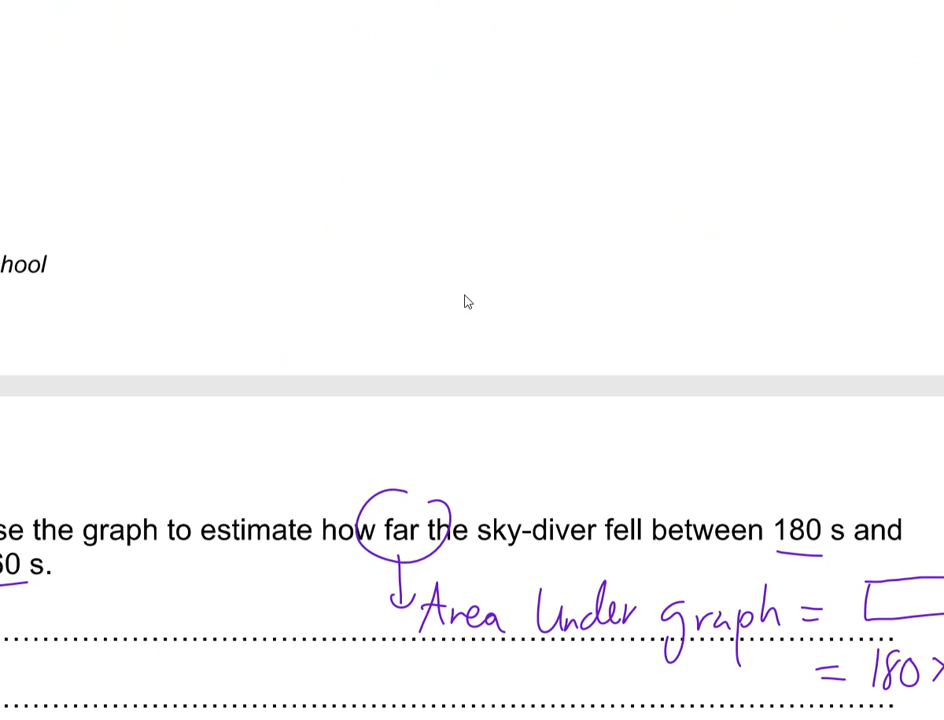 hool
se the graph to estimate how far the sky-diver fell between 180 s and
60 s.
Area Under graph =
= 180 ×